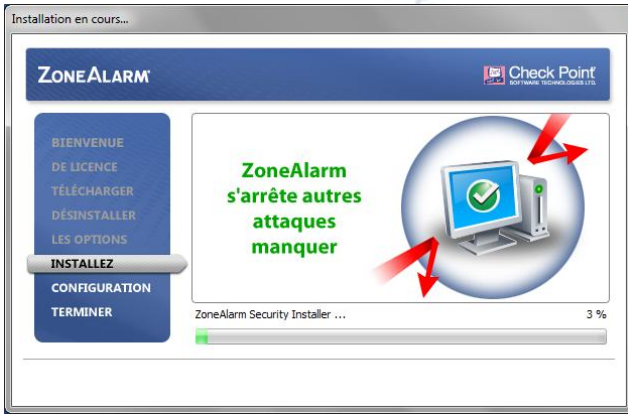 Installation en cours...
ZONEALARM
Check Point
SOFTWARE TECHNOLOGIES LTD.
BIENVENUE
DE LICENCE
TÉLÉCHARGER
DÉSINSTALLER
LES OPTIONS
INSTALLEZ
CONFIGURATION
TERMINER
ZoneAlarm
s'arrête autres
attaques
manquer
ZoneAlarm Security Installer ... 3 %